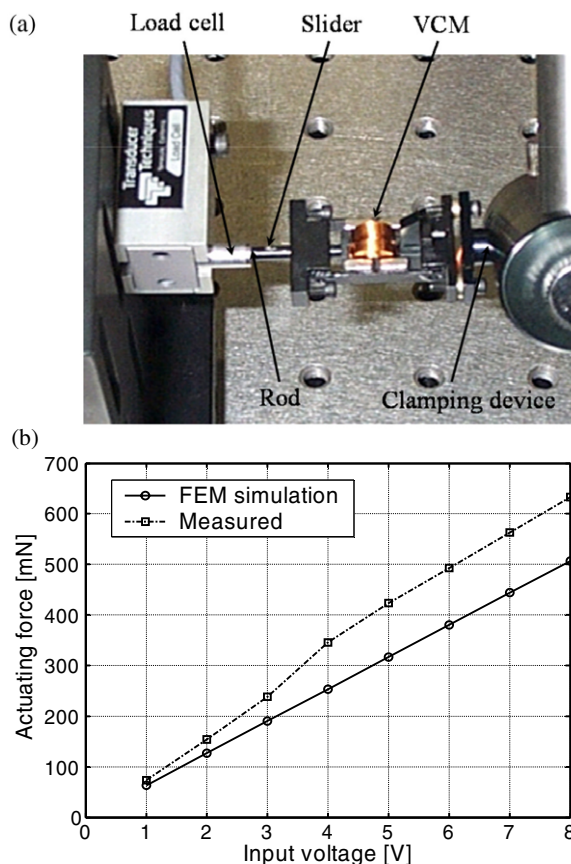 (a)
Load cell
Slider
VCM
Transducer
Techniques
Load Cell
Rod
Clamping device
(b)
700
600
500
400
300
200
100
0
Actuating force [mN]
FEM simulation
Measured
0 1 2 3 4 5 6 7 8
Input voltage [V]